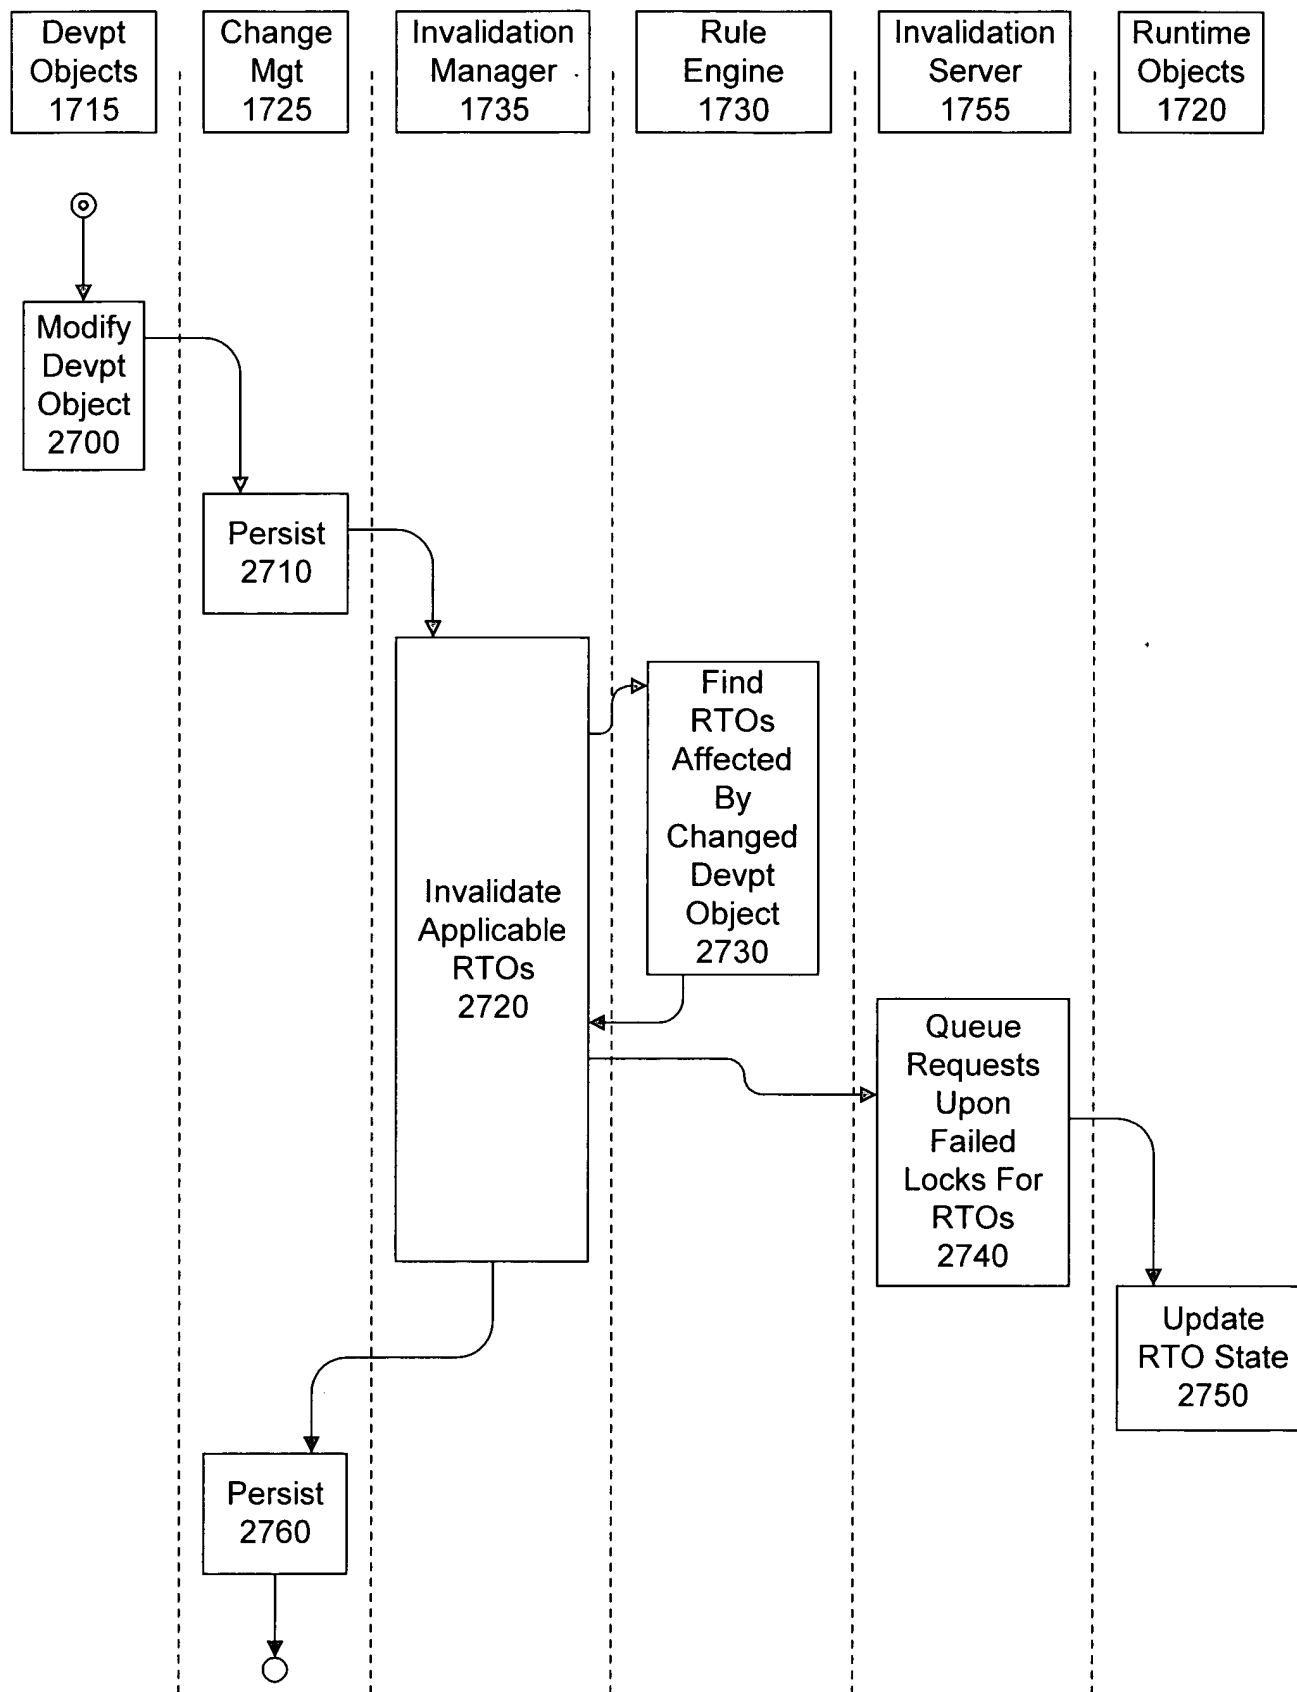 Devpt
Objects
1715
Change
Mgt
1725
Invalidation
Manager
1735
Rule
Engine
1730
Invalidation
Server
1755
Runtime
Objects
1720
Modify
Devpt
Object
2700
Persist
2710
Invalidate
Applicable
RTOs
2720
Find
RTOs
Affected
By
Changed
Devpt
Object
2730
Queue
Requests
Upon
Failed
Locks For
RTOs
2740
Update
RTO State
2750
Persist
2760